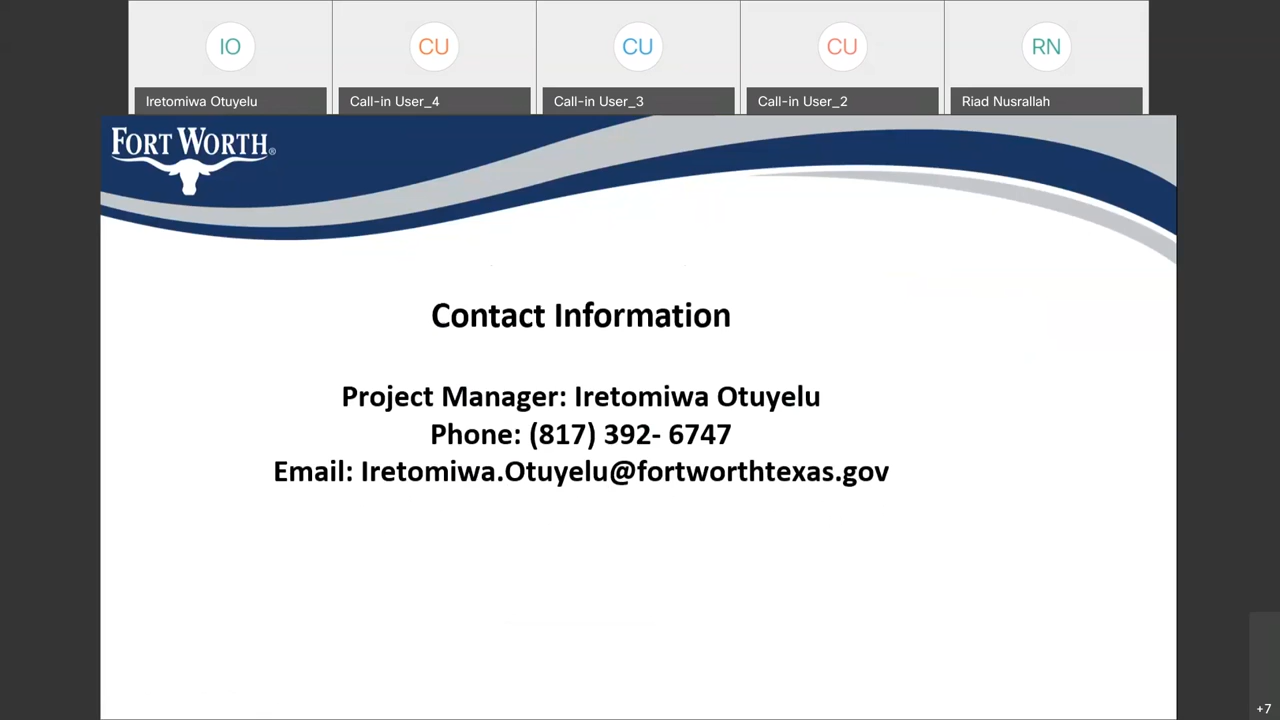 IO
CU
CU
CU
RN
Iretomiwa Otuyelu
Call-in User_4
Call-in User_3
Call-in User_2
Riad Nusrallah
FORT WORTH®
Contact Information
Project Manager: Iretomiwa Otuyelu
Phone: (817) 392- 6747
Email: Iretomiwa.Otuyelu@fortworthtexas.gov
+7